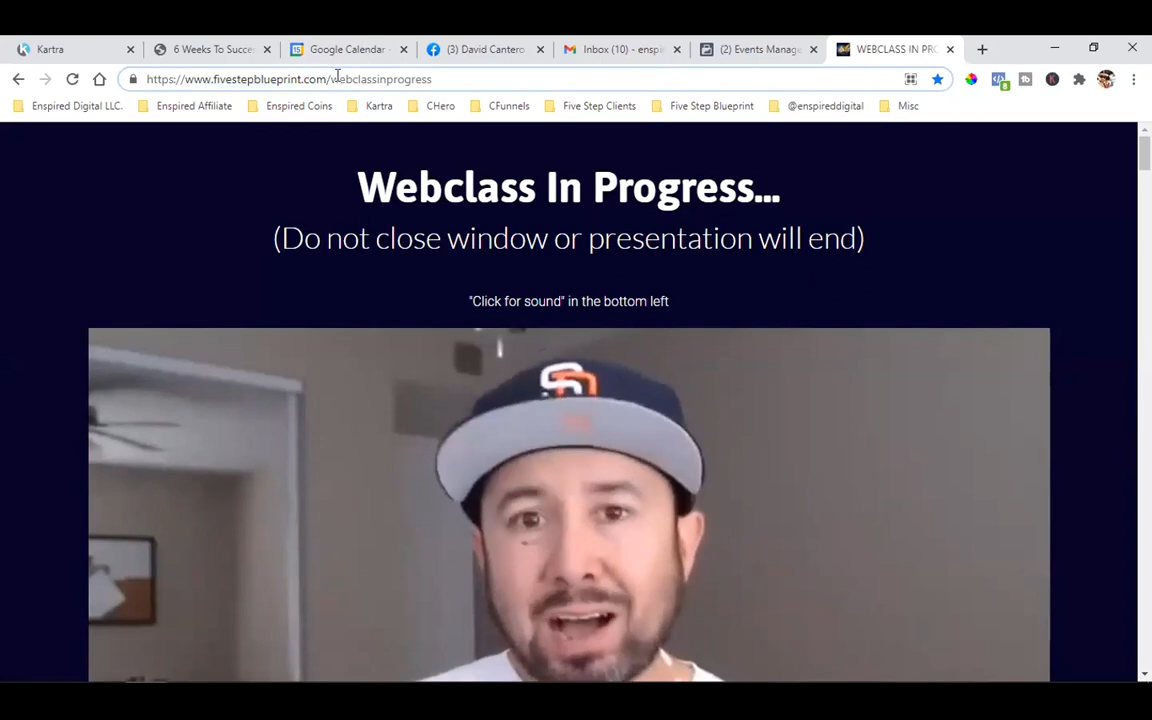 Kartra
6 Weeks To Succe
Google Calendar -
(3) David Cantero
Inbox (10) - enspi
(2) Events Manage
WEBCLASS IN PRO
https://www.fivestepblueprint.com/webclassinprogress
Enspired Digital LLC.
Enspired Affiliate
Enspired Coins
Kartra
CHero
CFunnels
Five Step Clients
Five Step Blueprint
@enspireddigital
Misc
Webclass In Progress...
(Do not close window or presentation will end)
"Click for sound" in the bottom left
SD